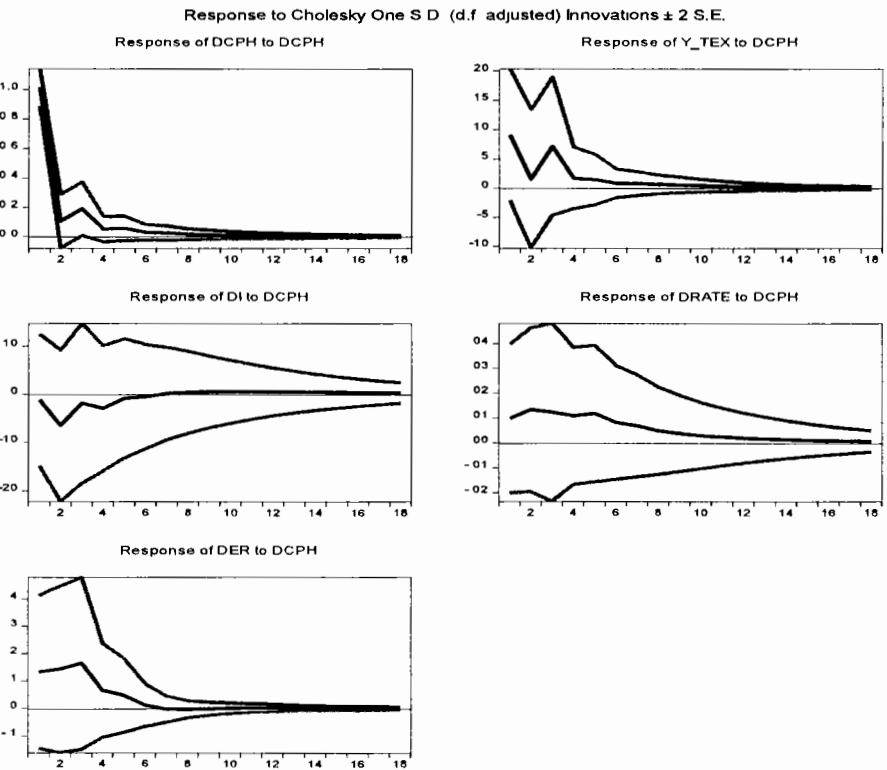 Response to Cholesky One S D (d.f adjusted) Innovations ± 2 S.E.
Response of DCPH to DCPH
1.0
0 8
0 6
0 4
0 2
0 0
2 4 6 8 10 12 14 16 18
Response of Y_TEX to DCPH
20
15
10
5
0
-5
-10
2 4 6 8 10 12 14 16 18
Response of DI to DCPH
10
0
-10
-20
2 4 6 8 10 12 14 16 18
Response of DRATE to DCPH
04
03
02
01
00
-01
-02
2 4 6 8 10 12 14 16 18
Response of DER to DCPH
4
3
2
1
0
-1
2 4 6 8 10 12 14 16 18